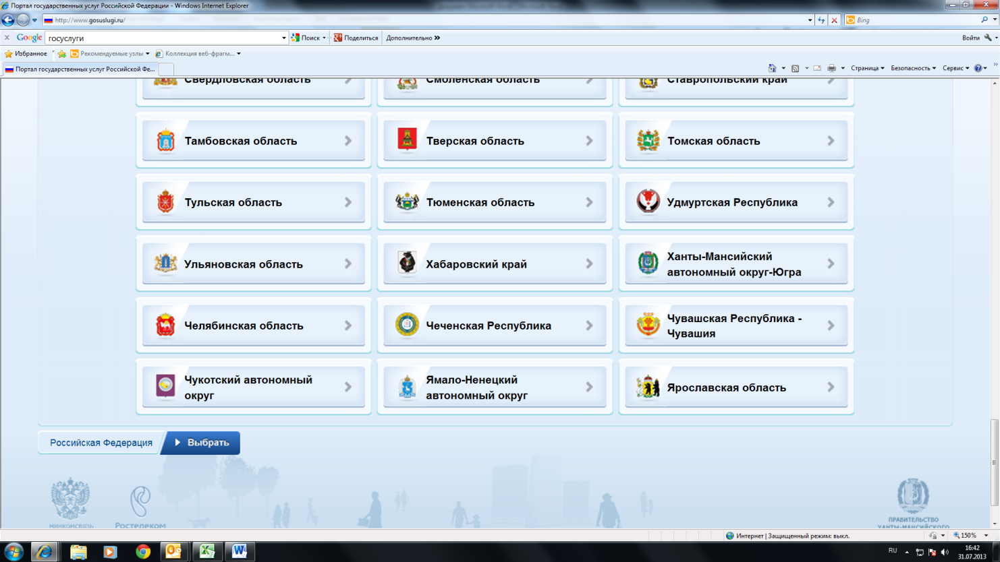 Портал государственных услуг Российской Федерации - Windows Internet Explorer
http://www.gosuslugi.ru/
Bing
Google
госуслуги
Поиск
Поделиться
Дополнительно »
Войти
Избранное
Рекомендуемые узлы
Коллекция веб-фрагм...
Портал государственных услуг Российской Фе...
Страница
Безопасность
Сервис
Свердловская область
Смоленская область
Ставропольский край
Тамбовская область
Тверская область
Томская область
Тульская область
Тюменская область
Удмуртская Республика
Ульяновская область
Хабаровский край
Ханты-Мансийский
автономный округ-Югра
Челябинская область
Чеченская Республика
Чувашская Республика -
Чувашия
Чукотский автономный
округ
Ямало-Ненецкий
автономный округ
Ярославская область
Российская Федерация
Выбрать
МИНКОМСВЯЗЬ
Ростелеком
ПРАВИТЕЛЬСТВО
ХАНТЫ-МАНСИЙСКОГО
Интернет | Защищенный режим: выкл.
150%
RU
16:42
31.07.2013